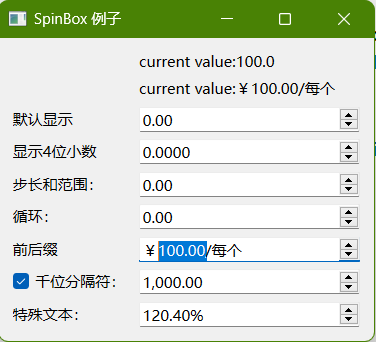 SpinBox 例子
current value:100.0
current value:￥100.00/每个
默认显示 0.00
显示4位小数 0.0000
步长和范围： 0.00
循环： 0.00
前后缀 ￥100.00/每个
千位分隔符： 1,000.00
特殊文本： 120.40%